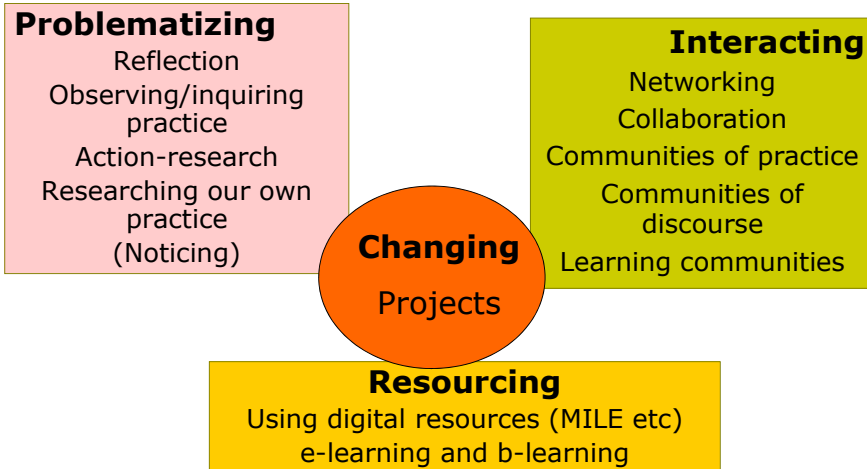 Problematizing
Reflection
Observing/inquiring
practice
Action-research
Researching our own
practice
(Noticing)
Interacting
Networking
Collaboration
Communities of practice
Communities of
discourse
Learning communities
Changing
Projects
Resourcing
Using digital resources (MILE etc)
e-learning and b-learning